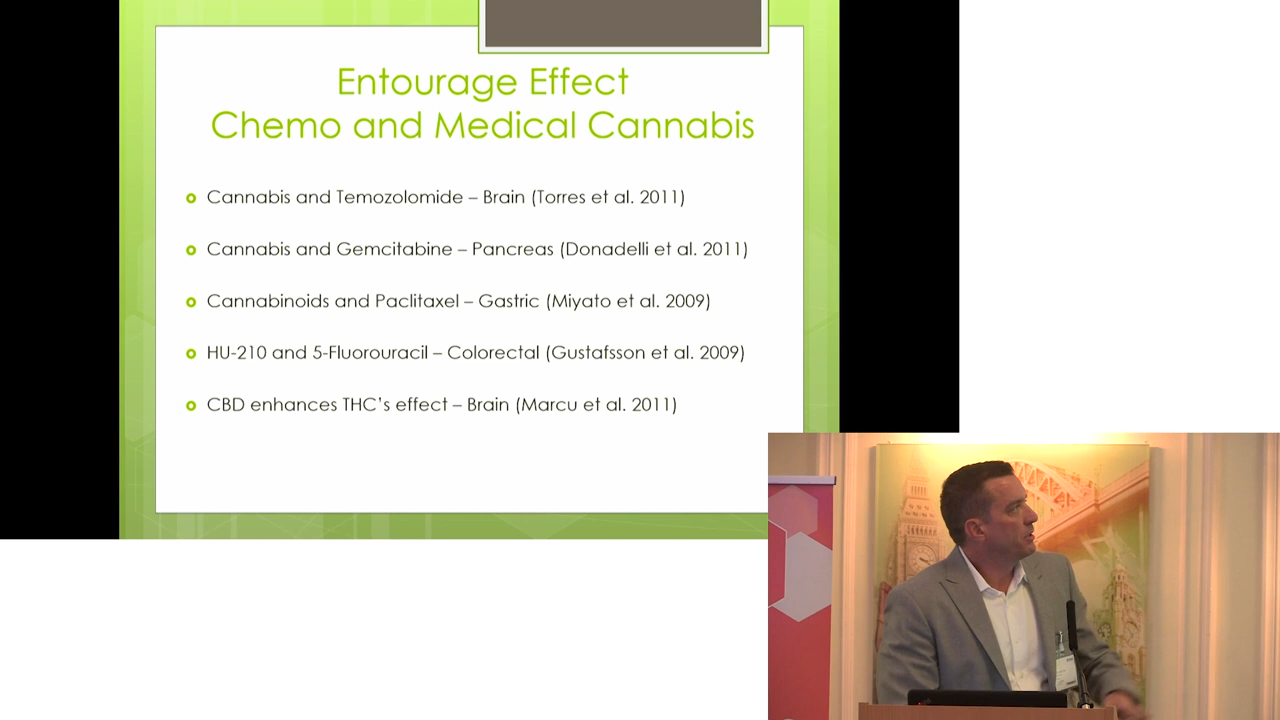 Entourage Effect
Chemo and Medical Cannabis
Cannabis and Temozolomide – Brain (Torres et al. 2011)
Cannabis and Gemcitabine – Pancreas (Donadelli et al. 2011)
Cannabinoids and Paclitaxel – Gastric (Miyato et al. 2009)
HU-210 and 5-Fluorouracil – Colorectal (Gustafsson et al. 2009)
CBD enhances THC's effect – Brain (Marcu et al. 2011)